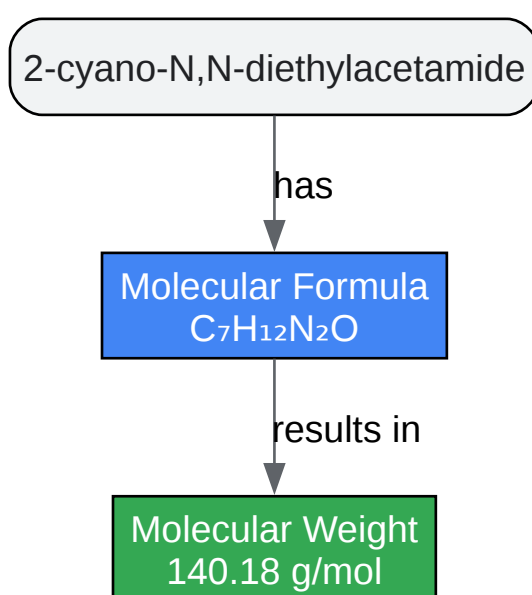 2-cyano-N,N-diethylacetamide
has
Molecular Formula
C₇H₁₂N₂O
results in
Molecular Weight
140.18 g/mol